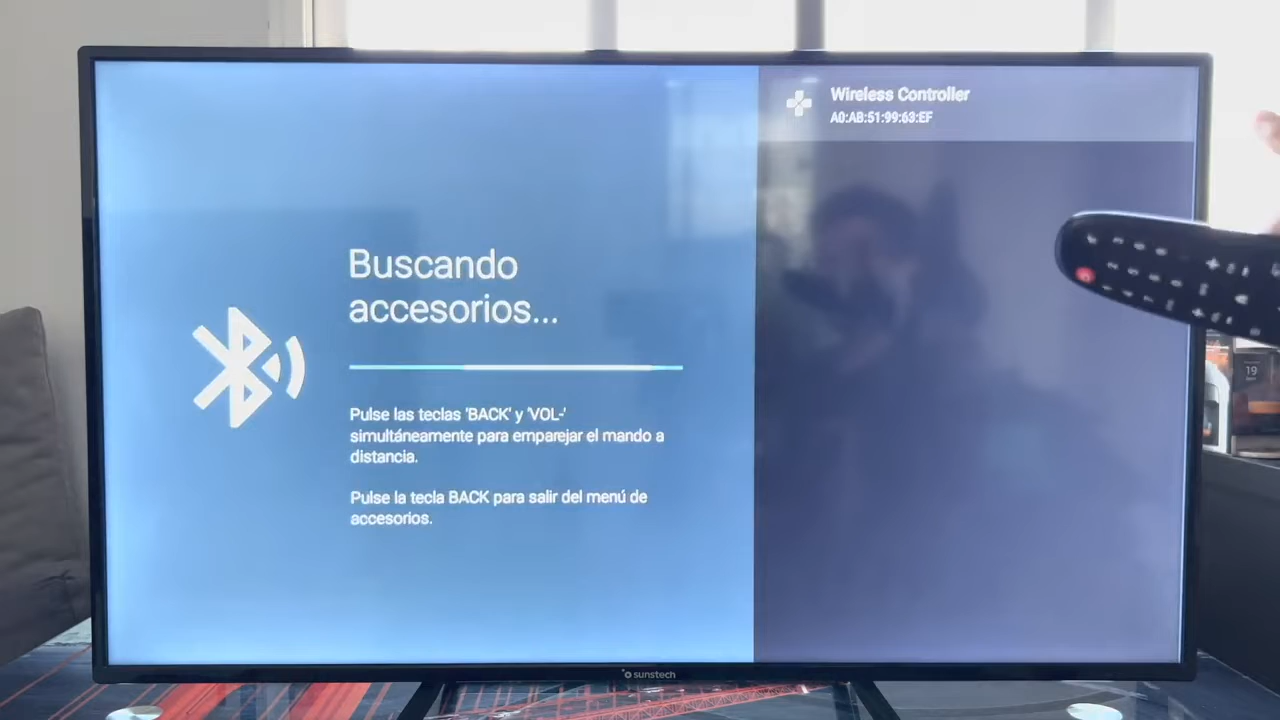 Buscando
accesorios...
Pulse las teclas 'BACK' y 'VOL-'
simultáneamente para emparejar el mando a
distancia.
Pulse la tecla BACK para salir del menú de
accesorios.
Wireless Controller
A0:AB:51:99:63:EF
sunstech
19